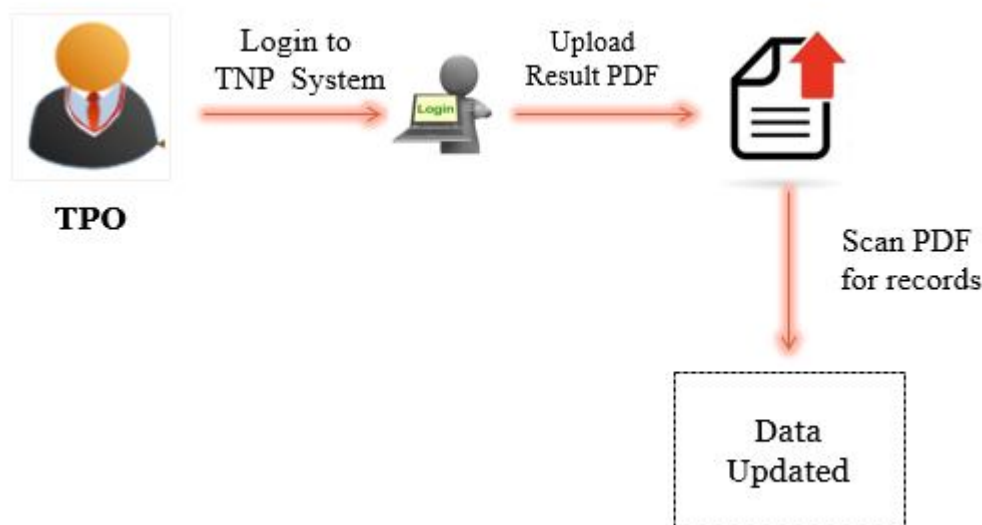 Login to
TNP System
Upload
Result PDF
Login
TPO
Scan PDF
for records
Data
Updated